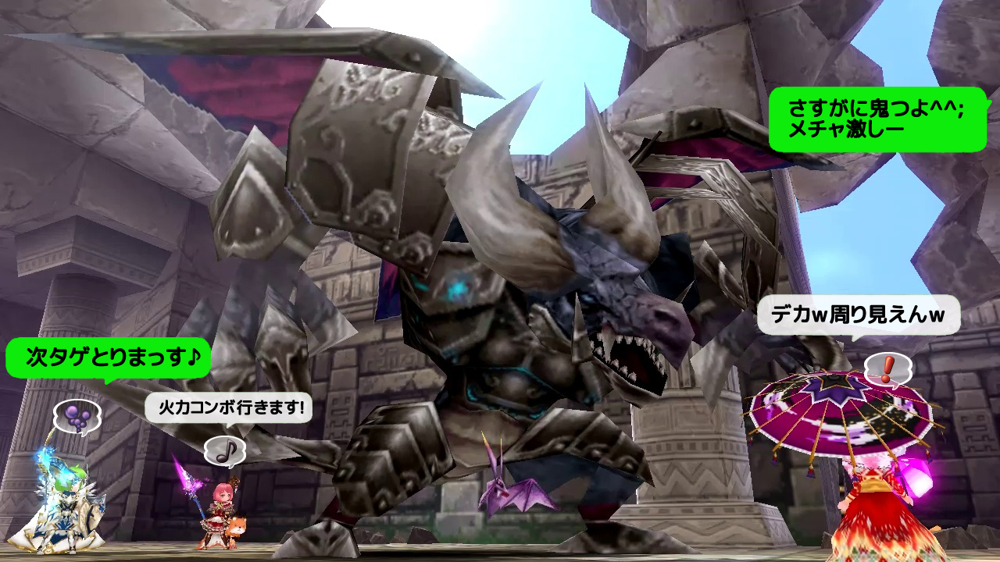 さすがに鬼つよ^^;
メチャ激しー
デカw周り見えんw
次タゲとりまっす♪
火力コンボ行きます!